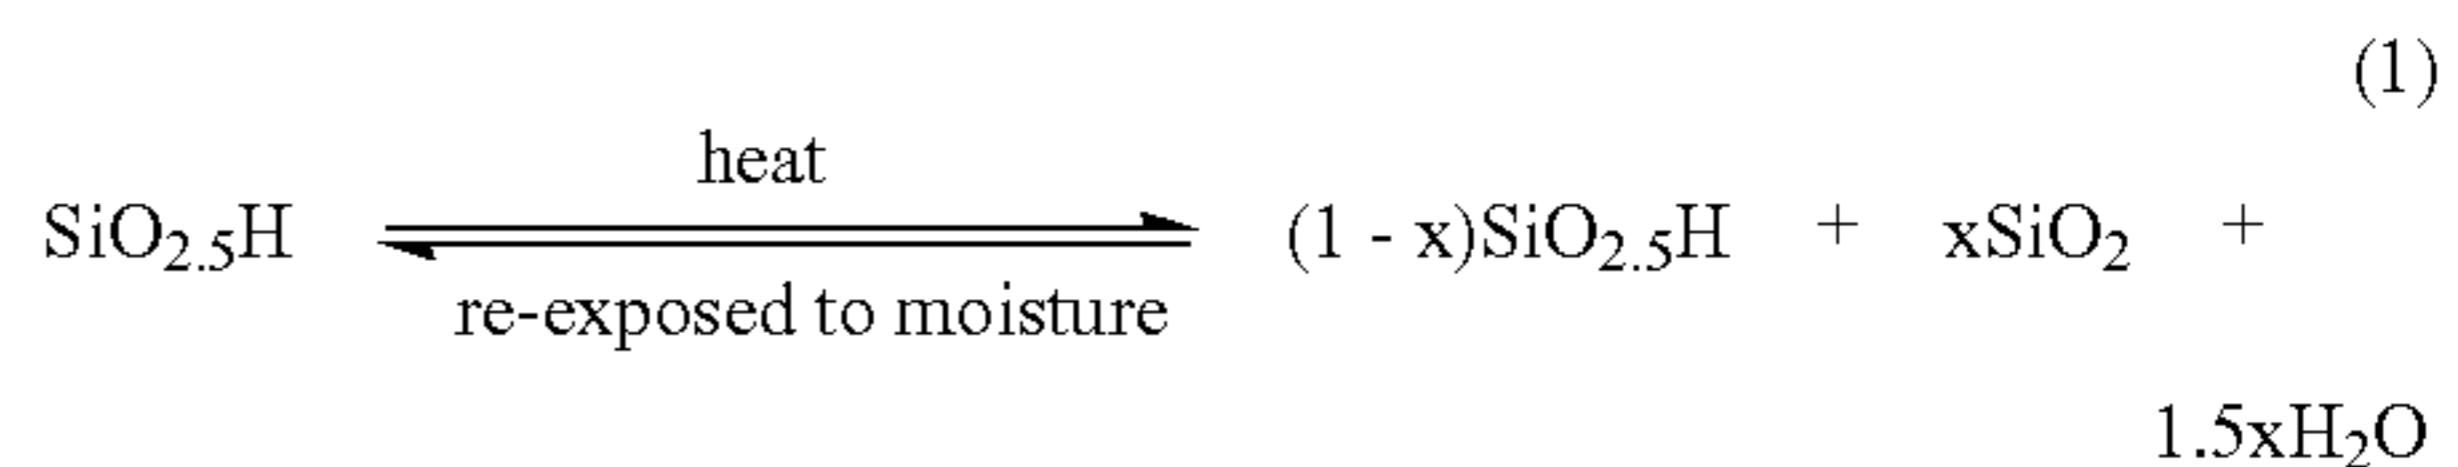 (1)
heat
SiO2.5H (1 - x)SiO2.5H + xSiO2 +
re-exposed to moisture
1.5xH2O